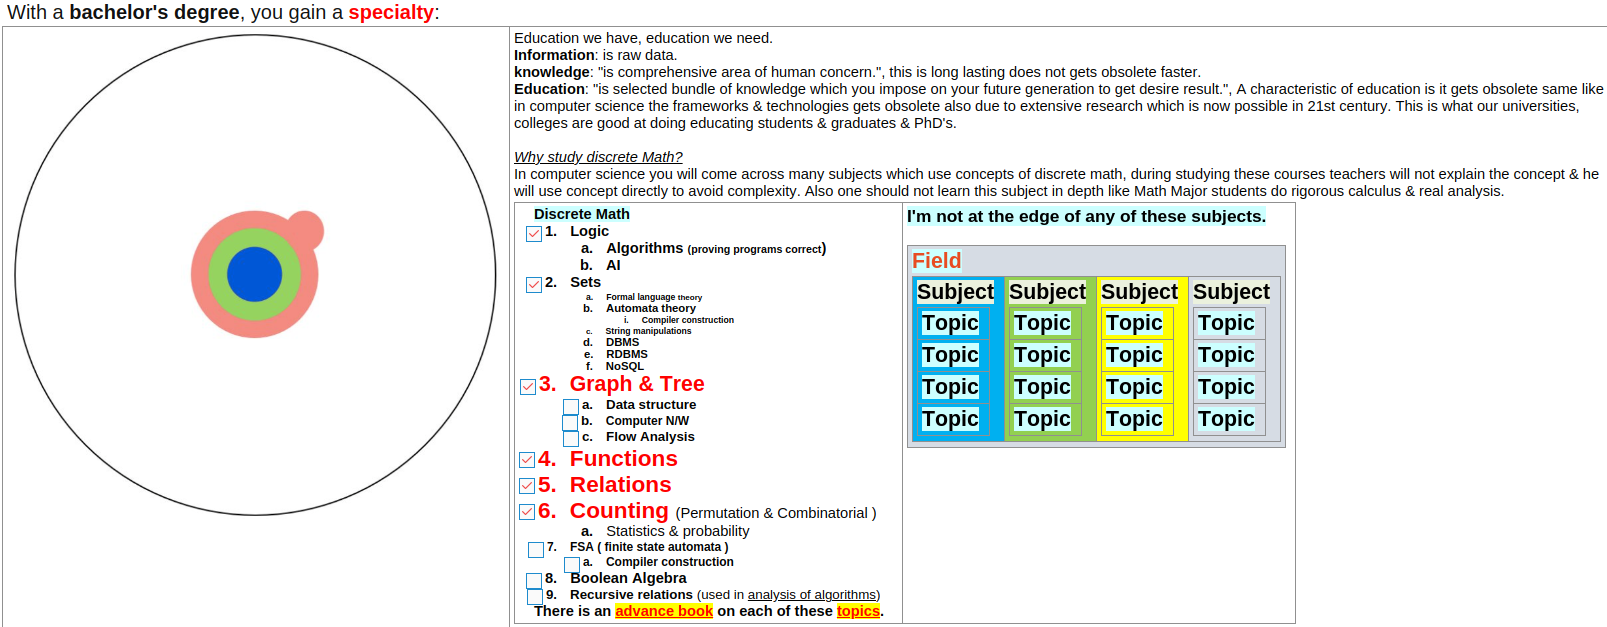 With a bachelor's degree, you gain a specialty:
Education we have, education we need.
Information: is raw data.
knowledge: "is comprehensive area of human concern.", this is long lasting does not gets obsolete faster.
Education: "is selected bundle of knowledge which you impose on your future generation to get desire result.", A characteristic of education is it gets obsolete same like
in computer science the frameworks & technologies gets obsolete also due to extensive research which is now possible in 21st century. This is what our universities,
colleges are good at doing educating students & graduates & PhD's.
Why study discrete Math?
In computer science you will come across many subjects which use concepts of discrete math, during studying these courses teachers will not explain the concept & he
will use concept directly to avoid complexity. Also one should not learn this subject in depth like Math Major students do rigorous calculus & real analysis.
Discrete Math
1. Logic
a. Algorithms (proving programs correct)
b. AI
2. Sets
a. Formal language theory
b. Automata theory
i. Compiler construction
c. String manipulations
d. DBMS
e. RDBMS
f. NoSQL
3. Graph & Tree
a. Data structure
b. Computer N/W
c. Flow Analysis
4. Functions
5. Relations
6. Counting (Permutation & Combinatorial )
a. Statistics & probability
7. FSA ( finite state automata )
a. Compiler construction
8. Boolean Algebra
9. Recursive relations (used in analysis of algorithms)
There is an advance book on each of these topics.
I'm not at the edge of any of these subjects.
Field
Subject Subject Subject Subject
Topic Topic Topic Topic
Topic Topic Topic Topic
Topic Topic Topic Topic
Topic Topic Topic Topic